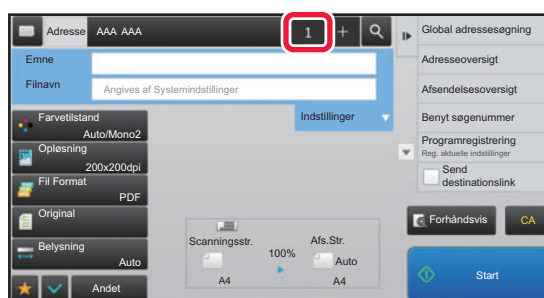 Adresse AAA AAA 1 +
Emne
Filnavn Angives af Systemindstillinger
Indstillinger
Farvetilstand
Auto/Mono2
Opløsning
200x200dpi
Fil Format
PDF
Original
Belysning
Auto
Andet
Scanningsstr.
A4
100%
Afs.Str.
Auto
A4
Global adressesøgning
Adresseoversigt
Afsendelsesoversigt
Benyt søgenummer
Programregistrering
Reg. aktuelle indstillinger
Send
destinationslink
Forhåndsvis
CA
Start